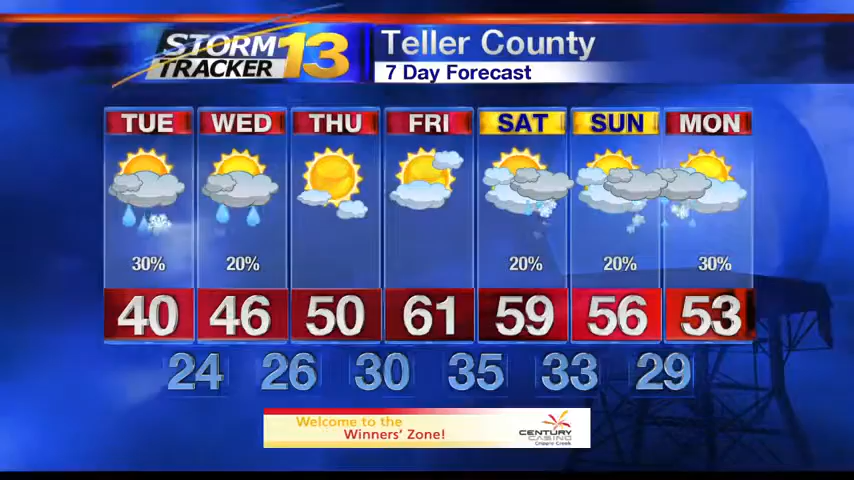 STORM
TRACKER 13
Teller County
7 Day Forecast
TUE WED THU FRI SAT SUN MON
30% 20% 20% 20% 30%
40 46 50 61 59 56 53
24 26 30 35 33 29
Welcome to the
Winners' Zone!
CENTURY
CASINO
Cripple Creek